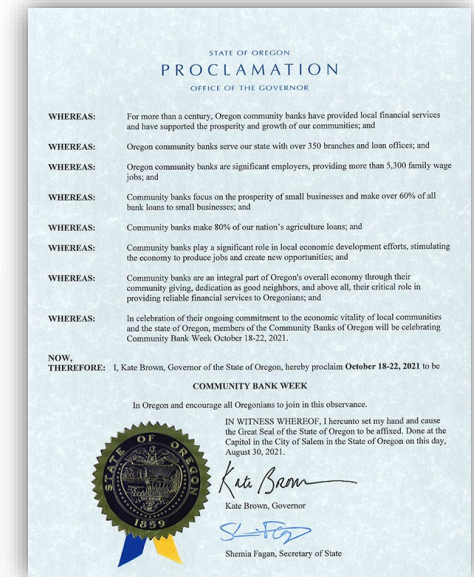 STATE OF OREGON
PROCLAMATION
OFFICE OF THE GOVERNOR
WHEREAS: For more than a century, Oregon community banks have provided local financial services
and have supported the prosperity and growth of our communities; and
WHEREAS: Oregon community banks serve our state with over 350 branches and loan offices; and
WHEREAS: Oregon community banks are significant employers, providing more than 5,300 family wage
jobs; and
WHEREAS: Community banks focus on the prosperity of small businesses and make over 60% of all
bank loans to small businesses; and
WHEREAS: Community banks make 80% of our nation's agriculture loans; and
WHEREAS: Community banks play a significant role in local economic development efforts, stimulating
the economy to produce jobs and create new opportunities; and
WHEREAS: Community banks are an integral part of Oregon's overall economy through their
community giving, dedication as good neighbors, and above all, their critical role in
providing reliable financial services to Oregonians; and
WHEREAS: In celebration of their ongoing commitment to the economic vitality of local communities
and the state of Oregon, members of the Community Banks of Oregon will be celebrating
Community Bank Week October 18-22, 2021.
NOW,
THEREFORE: I, Kate Brown, Governor of the State of Oregon, hereby proclaim October 18-22, 2021 to be
COMMUNITY BANK WEEK
In Oregon and encourage all Oregonians to join in this observance.
IN WITNESS WHEREOF, I hereunto set my hand and cause
the Great Seal of the State of Oregon to be affixed. Done at the
Capitol in the City of Salem in the State of Oregon on this day,
August 30, 2021.
Kate Brown
Kate Brown, Governor
Shemia Fagan, Secretary of State
STATE OF OREGON
1859